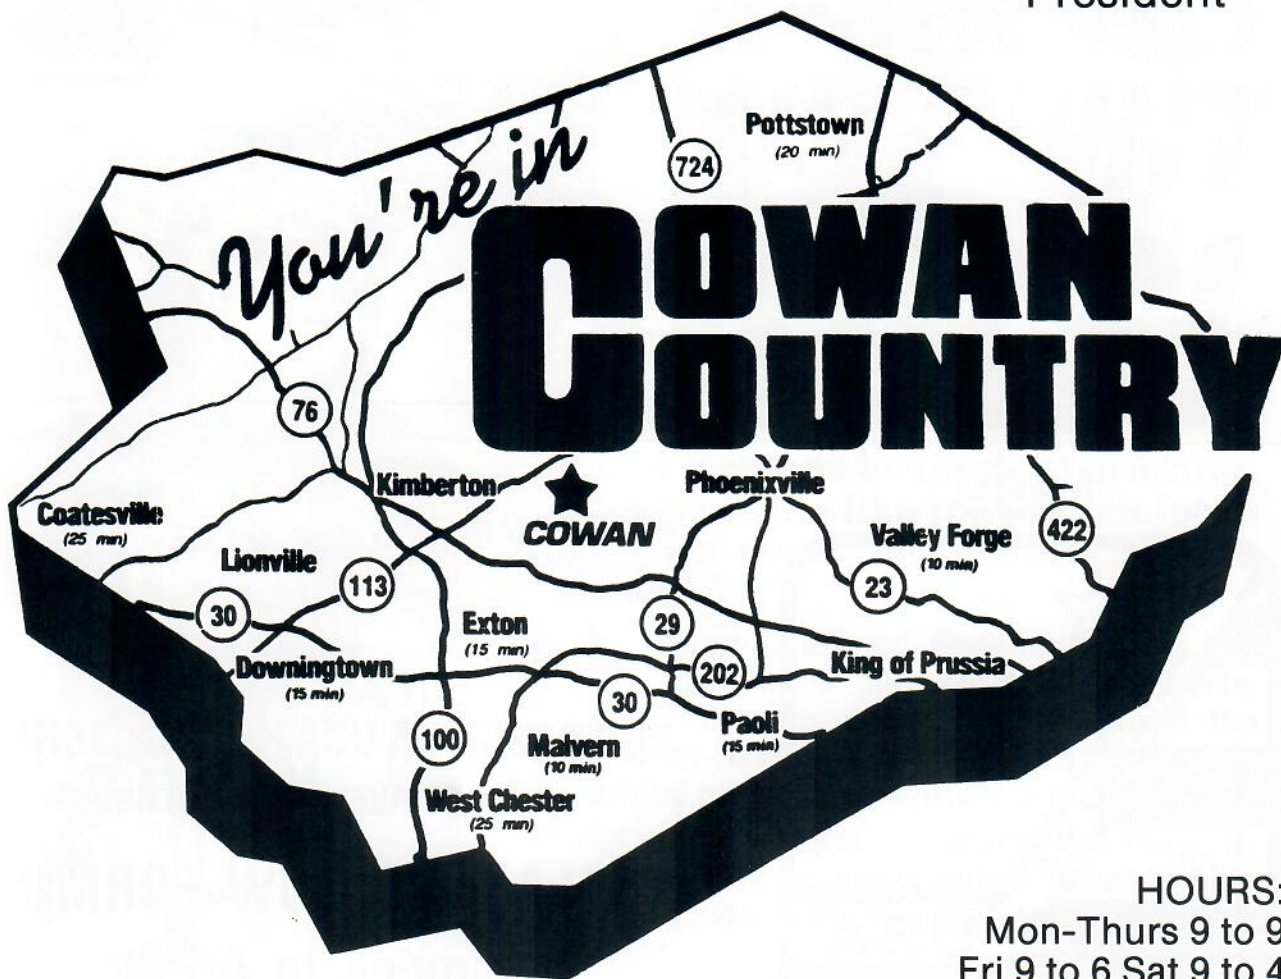 President
You're in
COWAN
COUNTRY
724
Pottstown
(20 min)
76
Kimberton
COWAN
Phoenixville
Coatesville
(25 min)
Lionville
Valley Forge
(10 min)
422
113
30
23
Exton
(15 min)
29
Downingtown
(15 min)
202
King of Prussia
30
100
Malvern
(10 min)
Paoli
(15 min)
West Chester
(25 min)
HOURS:
Mon-Thurs 9 to 9
Fri 9 to 6 Sat 9 to 4